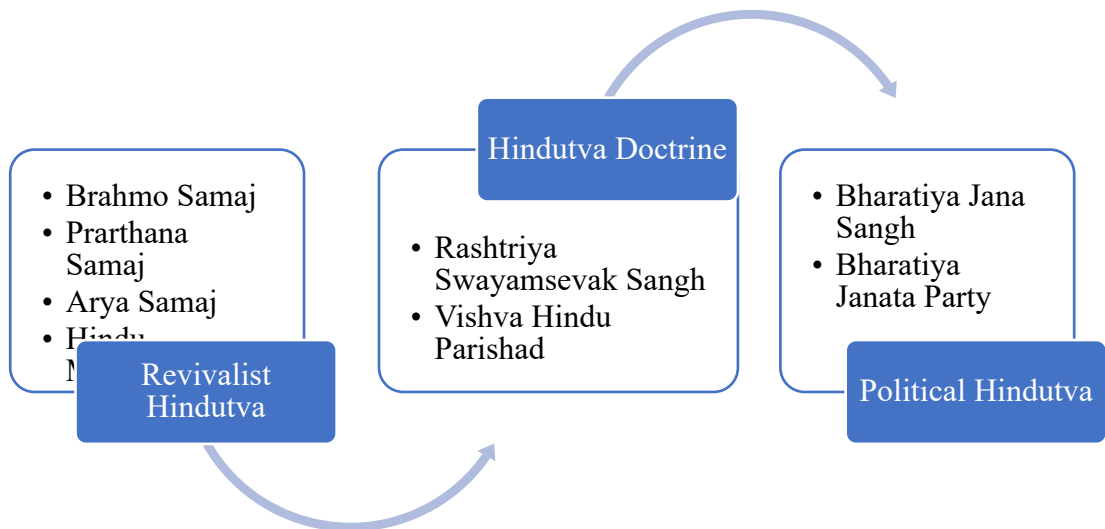 • Brahmo Samaj
• Prarthana
Samaj
• Arya Samaj
• Hindu
Revivalist
Hindutva
Hindutva Doctrine
• Rashtriya
Swayamsevak Sangh
• Vishva Hindu
Parishad
• Bharatiya Jana
Sangh
• Bharatiya
Janata Party
Political Hindutva